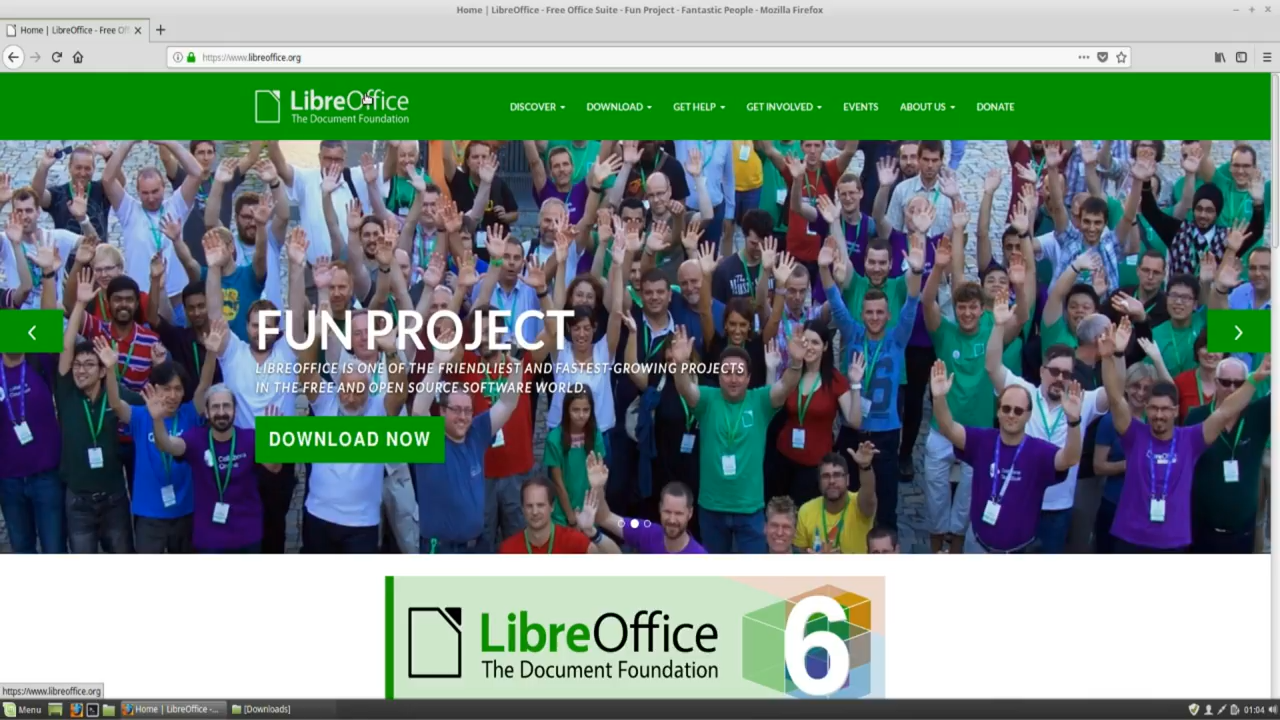 Home | LibreOffice - Free Office Suite - Fun Project - Fantastic People - Mozilla Firefox
Home | LibreOffice - Free Off
https://www.libreoffice.org
LibreOffice
The Document Foundation
DISCOVER
DOWNLOAD
GET HELP
GET INVOLVED
EVENTS
ABOUT US
DONATE
FUN PROJECT
LIBREOFFICE IS ONE OF THE FRIENDLIEST AND FASTEST-GROWING PROJECTS
IN THE FREE AND OPEN SOURCE SOFTWARE WORLD.
DOWNLOAD NOW
LibreOffice 6
The Document Foundation
https://www.libreoffice.org
Menu
Home | LibreOffice -...
[Downloads]
01:04